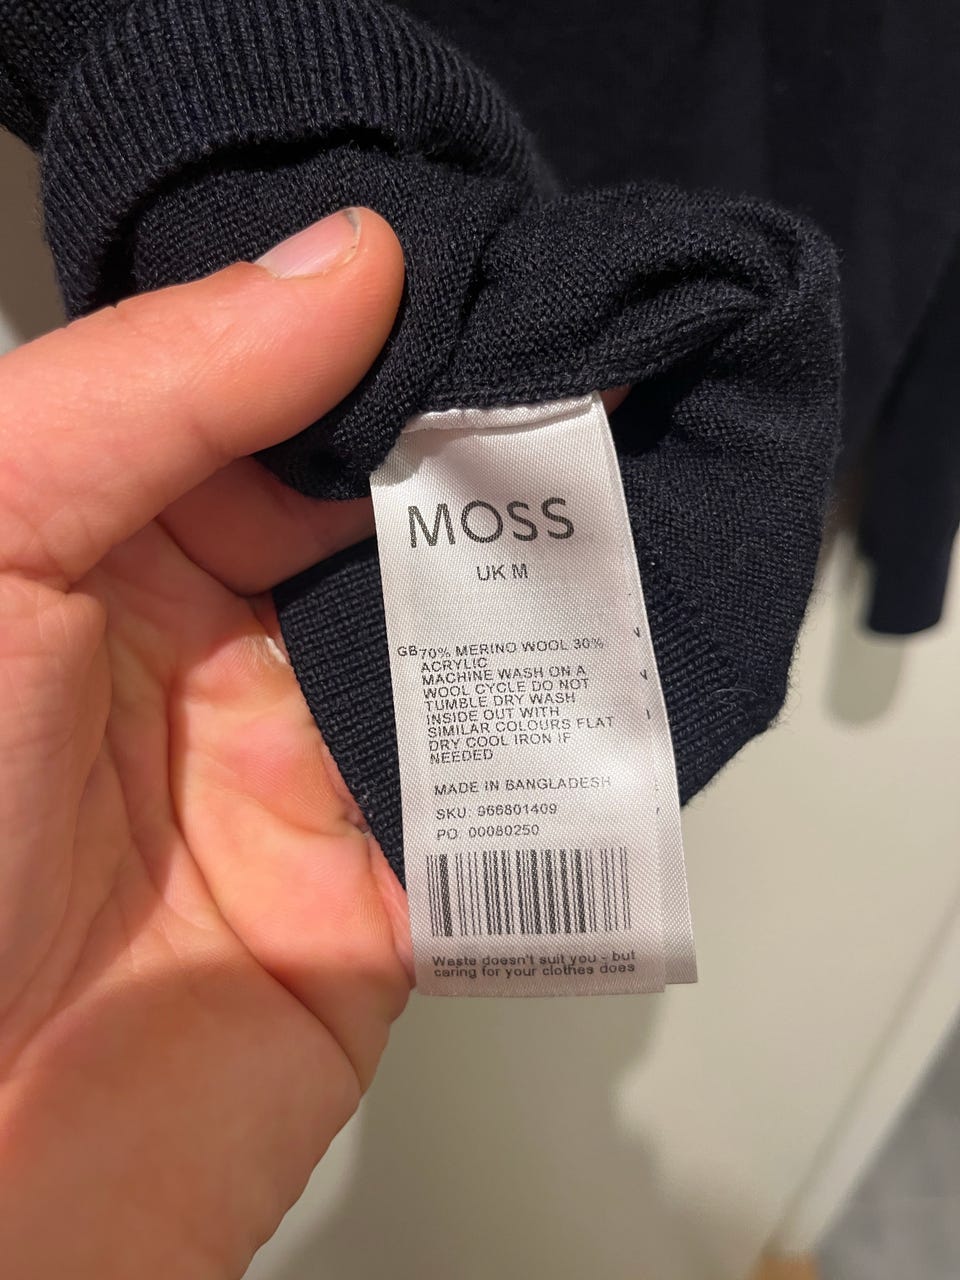 MOSS
UK M
GB 70% MERINO WOOL 30%
ACRYLIC
MACHINE WASH ON A
WOOL CYCLE DO NOT
TUMBLE DRY WASH
INSIDE OUT WITH
SIMILAR COLOURS FLAT
DRY COOL IRON IF
NEEDED
MADE IN BANGLADESH
SKU: 966801409
PO: 00080250
Waste doesn't suit you - but
caring for your clothes does